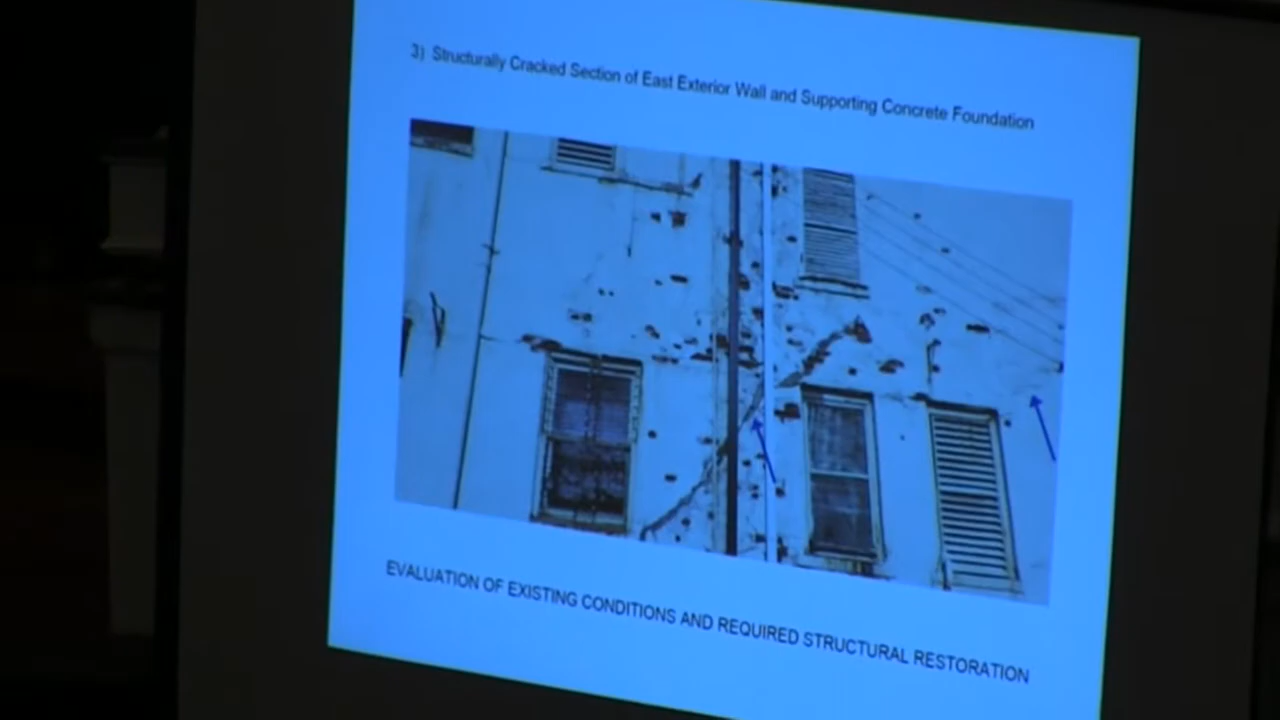 3) Structurally Cracked Section of East Exterior Wall and Supporting Concrete Foundation
EVALUATION OF EXISTING CONDITIONS AND REQUIRED STRUCTURAL RESTORATION